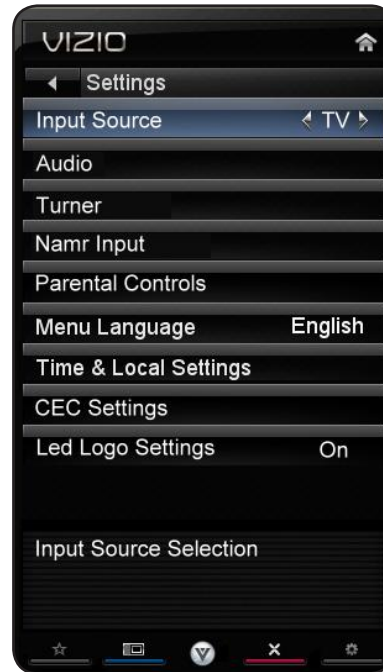 VIZIO
Settings
Input Source TV
Audio
Turner
Namr Input
Parental Controls
Menu Language English
Time & Local Settings
CEC Settings
Led Logo Settings On
Input Source Selection
V